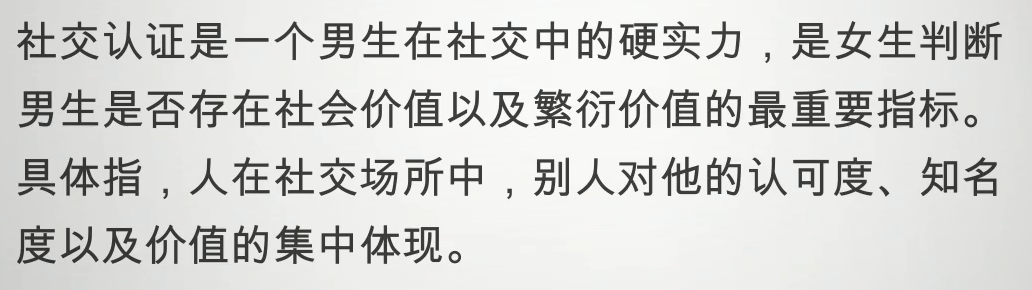 社交认证是一个男生在社交中的硬实力，是女生判断
男生是否存在社会价值以及繁衍价值的最重要指标。
具体指，人在社交场所中，别人对他的认可度、知名
度以及价值的集中体现。